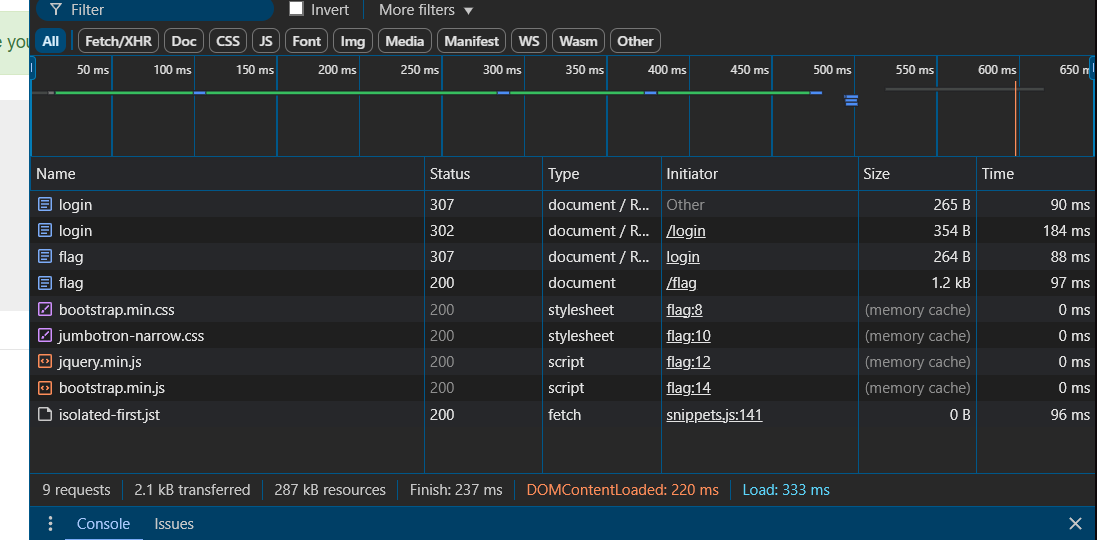 Filter Invert More filters
e you
All Fetch/XHR Doc CSS JS Font Img Media Manifest WS Wasm Other
50 ms 100 ms 150 ms 200 ms 250 ms 300 ms 350 ms 400 ms 450 ms 500 ms 550 ms 600 ms 650 m
Name Status Type Initiator Size Time
login 307 document / R... Other 265 B 90 ms
login 302 document / R... /login 354 B 184 ms
flag 307 document / R... login 264 B 88 ms
flag 200 document /flag 1.2 kB 97 ms
bootstrap.min.css 200 stylesheet flag:8 (memory cache) 0 ms
jumbotron-narrow.css 200 stylesheet flag:10 (memory cache) 0 ms
jquery.min.js 200 script flag:12 (memory cache) 0 ms
bootstrap.min.js 200 script flag:14 (memory cache) 0 ms
isolated-first.jst 200 fetch snippets.js:141 0 B 96 ms
9 requests 2.1 kB transferred 287 kB resources Finish: 237 ms DOMContentLoaded: 220 ms Load: 333 ms
Console Issues